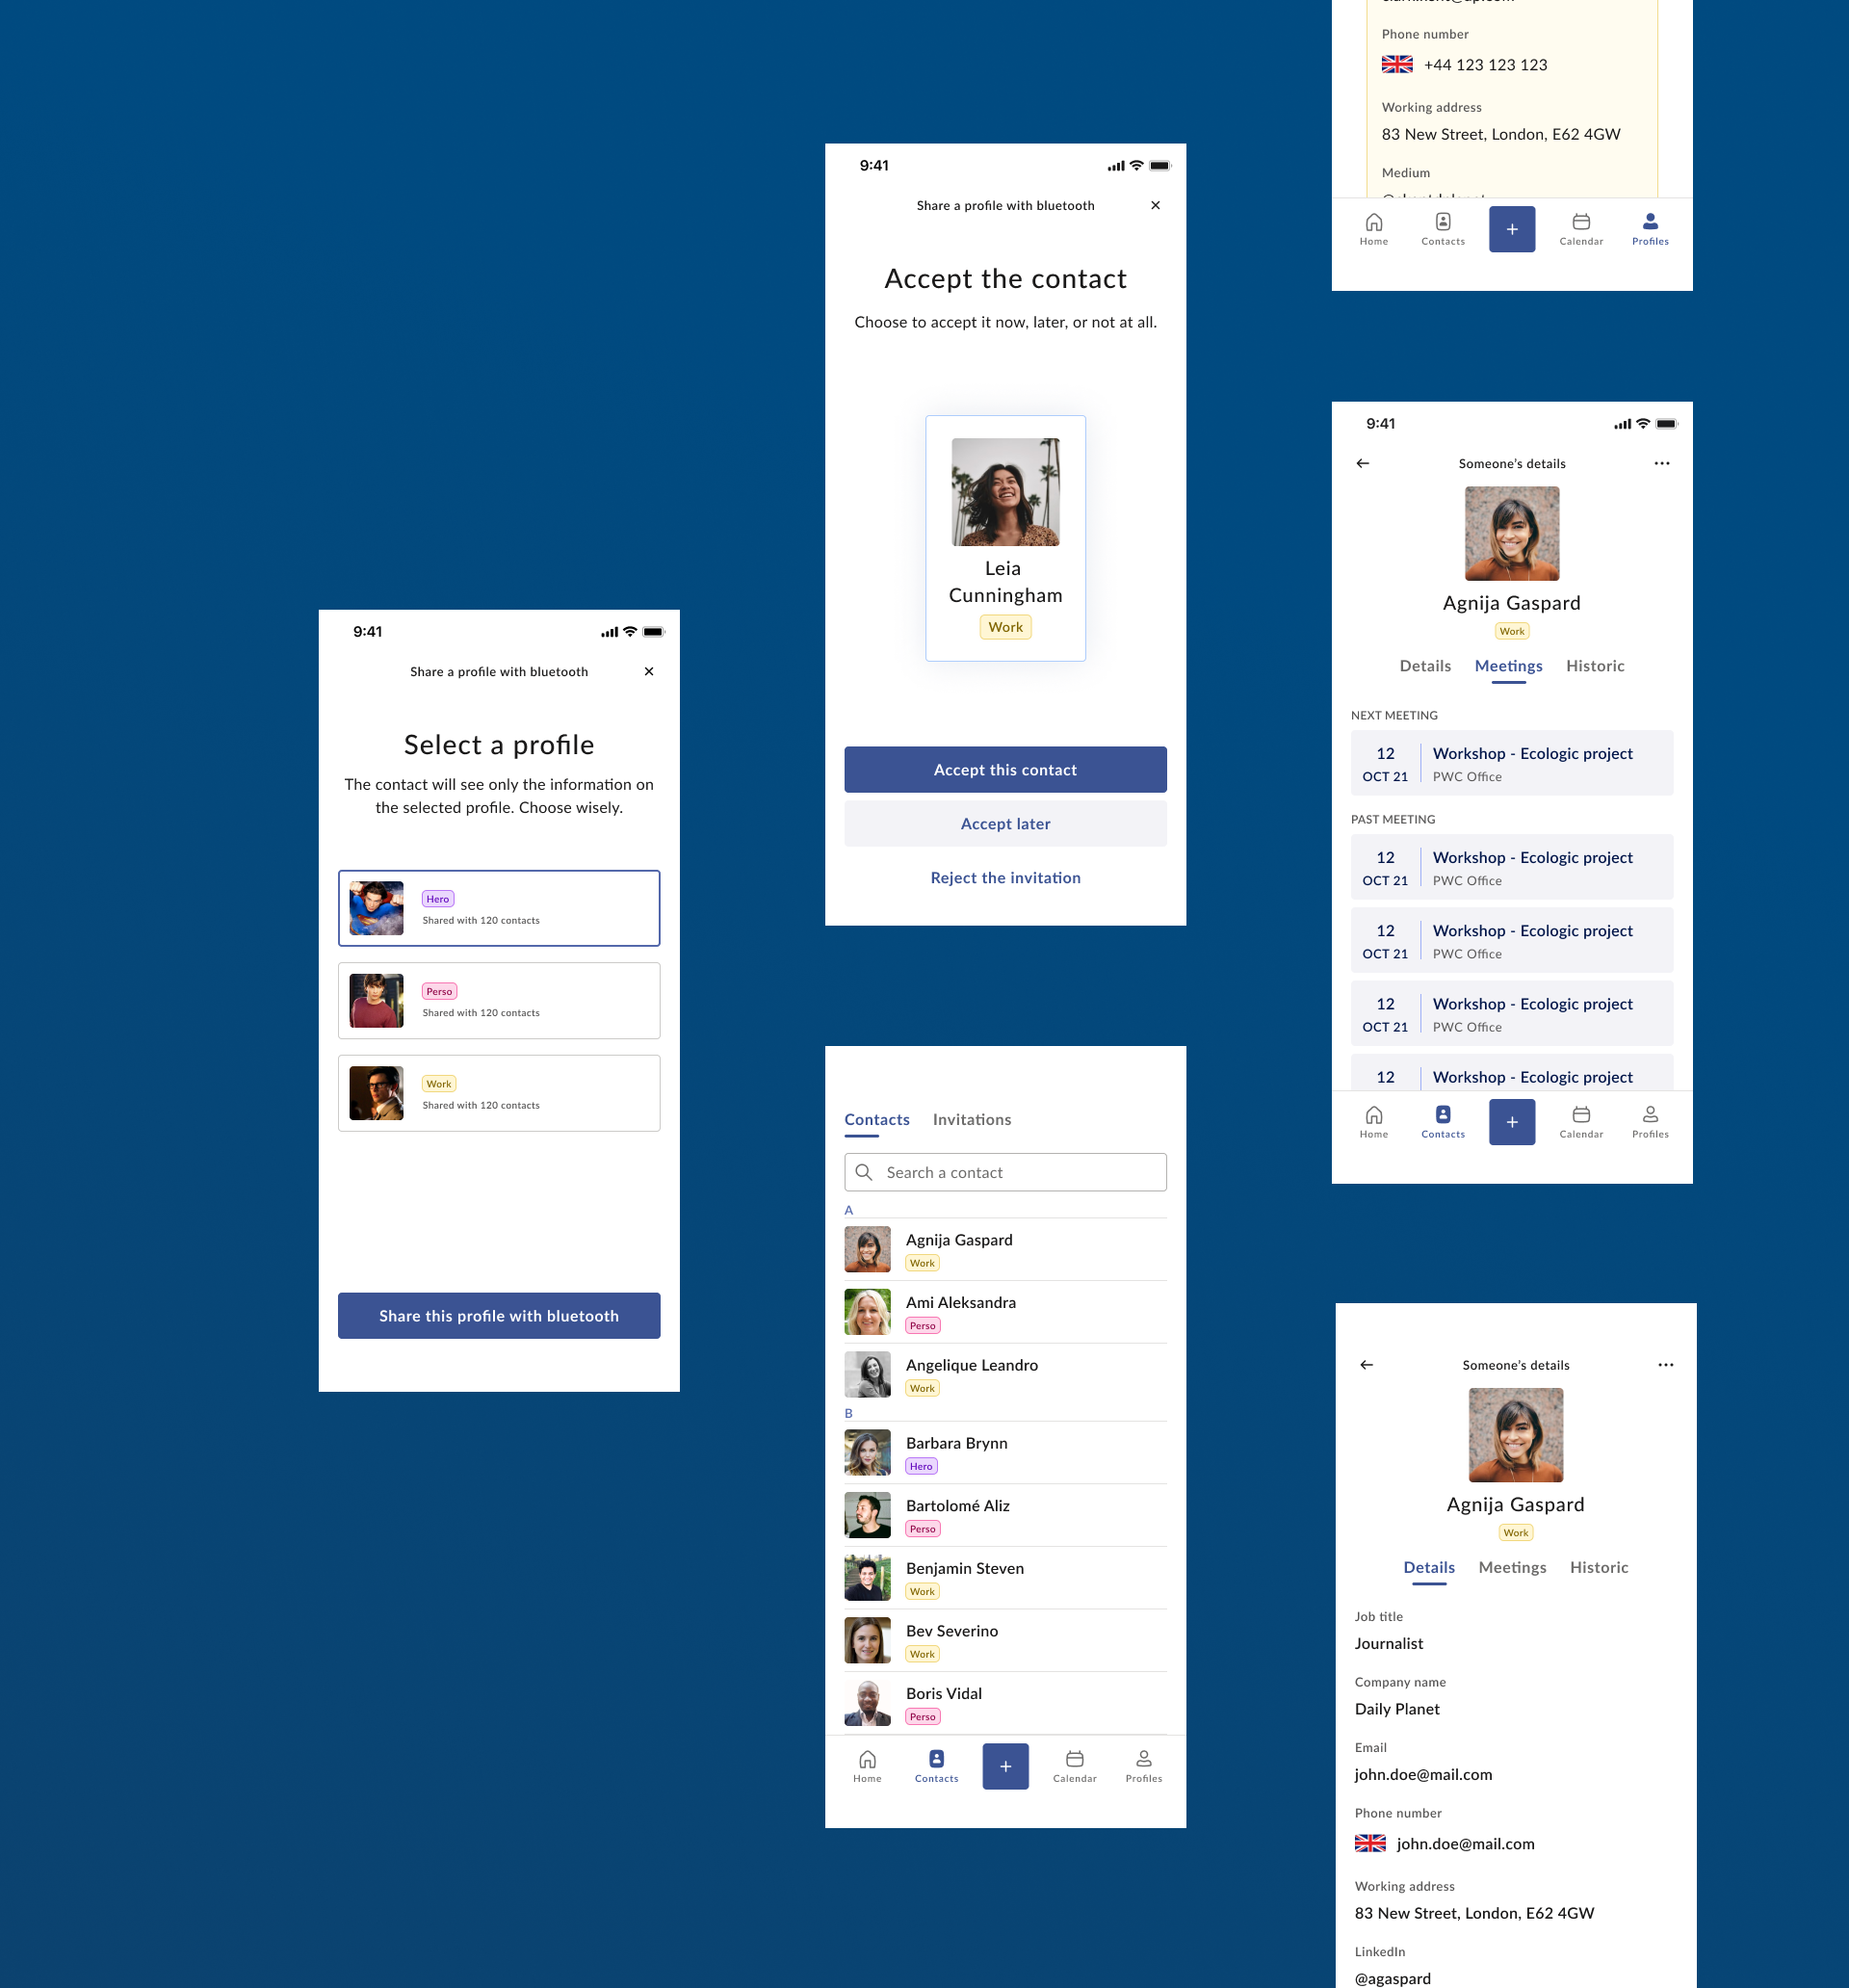 9:41
Share a profile with bluetooth
Select a profile
The contact will see only the information on
the selected profile. Choose wisely.
Hero
Shared with 120 contacts
Perso
Shared with 120 contacts
Work
Shared with 120 contacts
Share this profile with bluetooth
9:41
Share a profile with bluetooth
Accept the contact
Choose to accept it now, later, or not at all.
Leia
Cunningham
Work
Accept this contact
Accept later
Reject the invitation
Contacts Invitations
Search a contact
A
Agnija Gaspard
Work
Ami Aleksandra
Perso
Angelique Leandro
Work
B
Barbara Brynn
Hero
Bartolomé Aliz
Perso
Benjamin Steven
Work
Bev Severino
Work
Boris Vidal
Perso
Home Contacts + Calendar Profiles
Phone number
+44 123 123 123
Working address
83 New Street, London, E62 4GW
Medium
Home Contacts + Calendar Profiles
9:41
Someone's details
Agnija Gaspard
Work
Details Meetings Historic
NEXT MEETING
12 Workshop - Ecologic project
OCT 21 PWC Office
PAST MEETING
12 Workshop - Ecologic project
OCT 21 PWC Office
12 Workshop - Ecologic project
OCT 21 PWC Office
12 Workshop - Ecologic project
OCT 21 PWC Office
12 Workshop - Ecologic project
Home Contacts + Calendar Profiles
Someone's details
Agnija Gaspard
Work
Details Meetings Historic
Job title
Journalist
Company name
Daily Planet
Email
john.doe@mail.com
Phone number
john.doe@mail.com
Working address
83 New Street, London, E62 4GW
LinkedIn
@agaspard